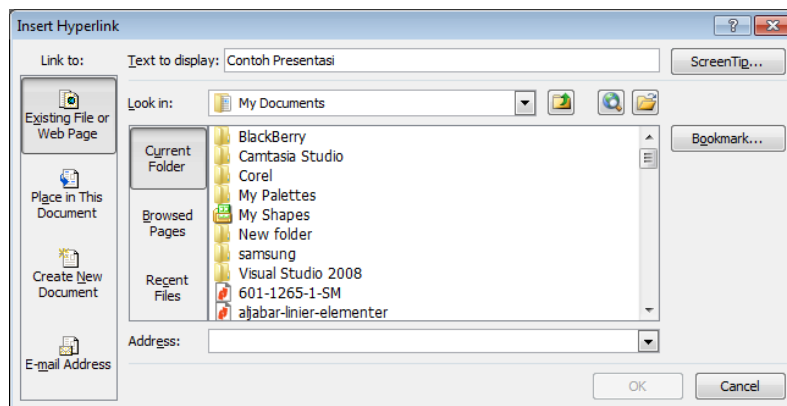 Insert Hyperlink
Link to:
Text to display: Contoh Presentasi
ScreenTip...
Existing File or
Web Page
Look in: My Documents
Bookmark...
Current
Folder
BlackBerry
Camtasia Studio
Corel
My Palettes
My Shapes
New folder
samsung
Visual Studio 2008
601-1265-1-SM
aljabar-linier-elementer
Place in This
Document
Browsed
Pages
Create New
Document
Recent
Files
E-mail Address
Address:
OK
Cancel